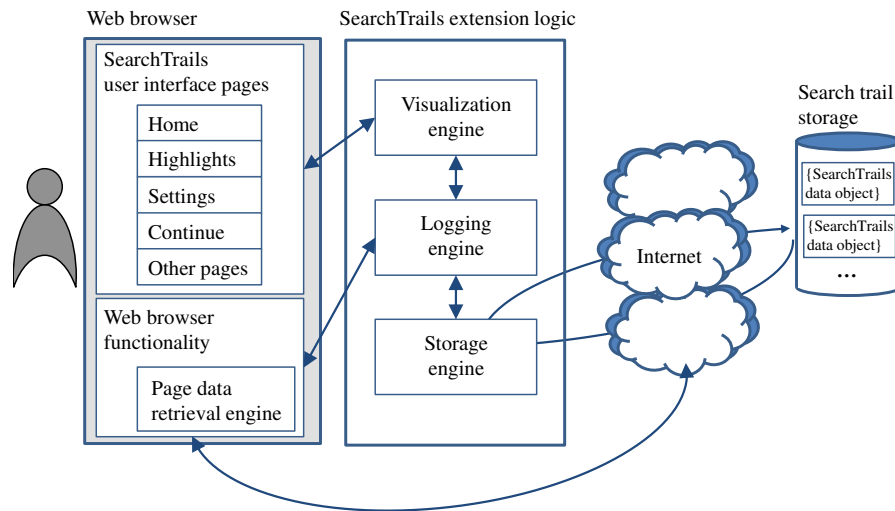 Web browser
SearchTrails
user interface pages
Home
Highlights
Settings
Continue
Other pages
Web browser
functionality
Page data
retrieval engine
SearchTrails extension logic
Visualization
engine
Logging
engine
Storage
engine
Internet
Search trail
storage
{SearchTrails
data object}
{SearchTrails
data object}
...